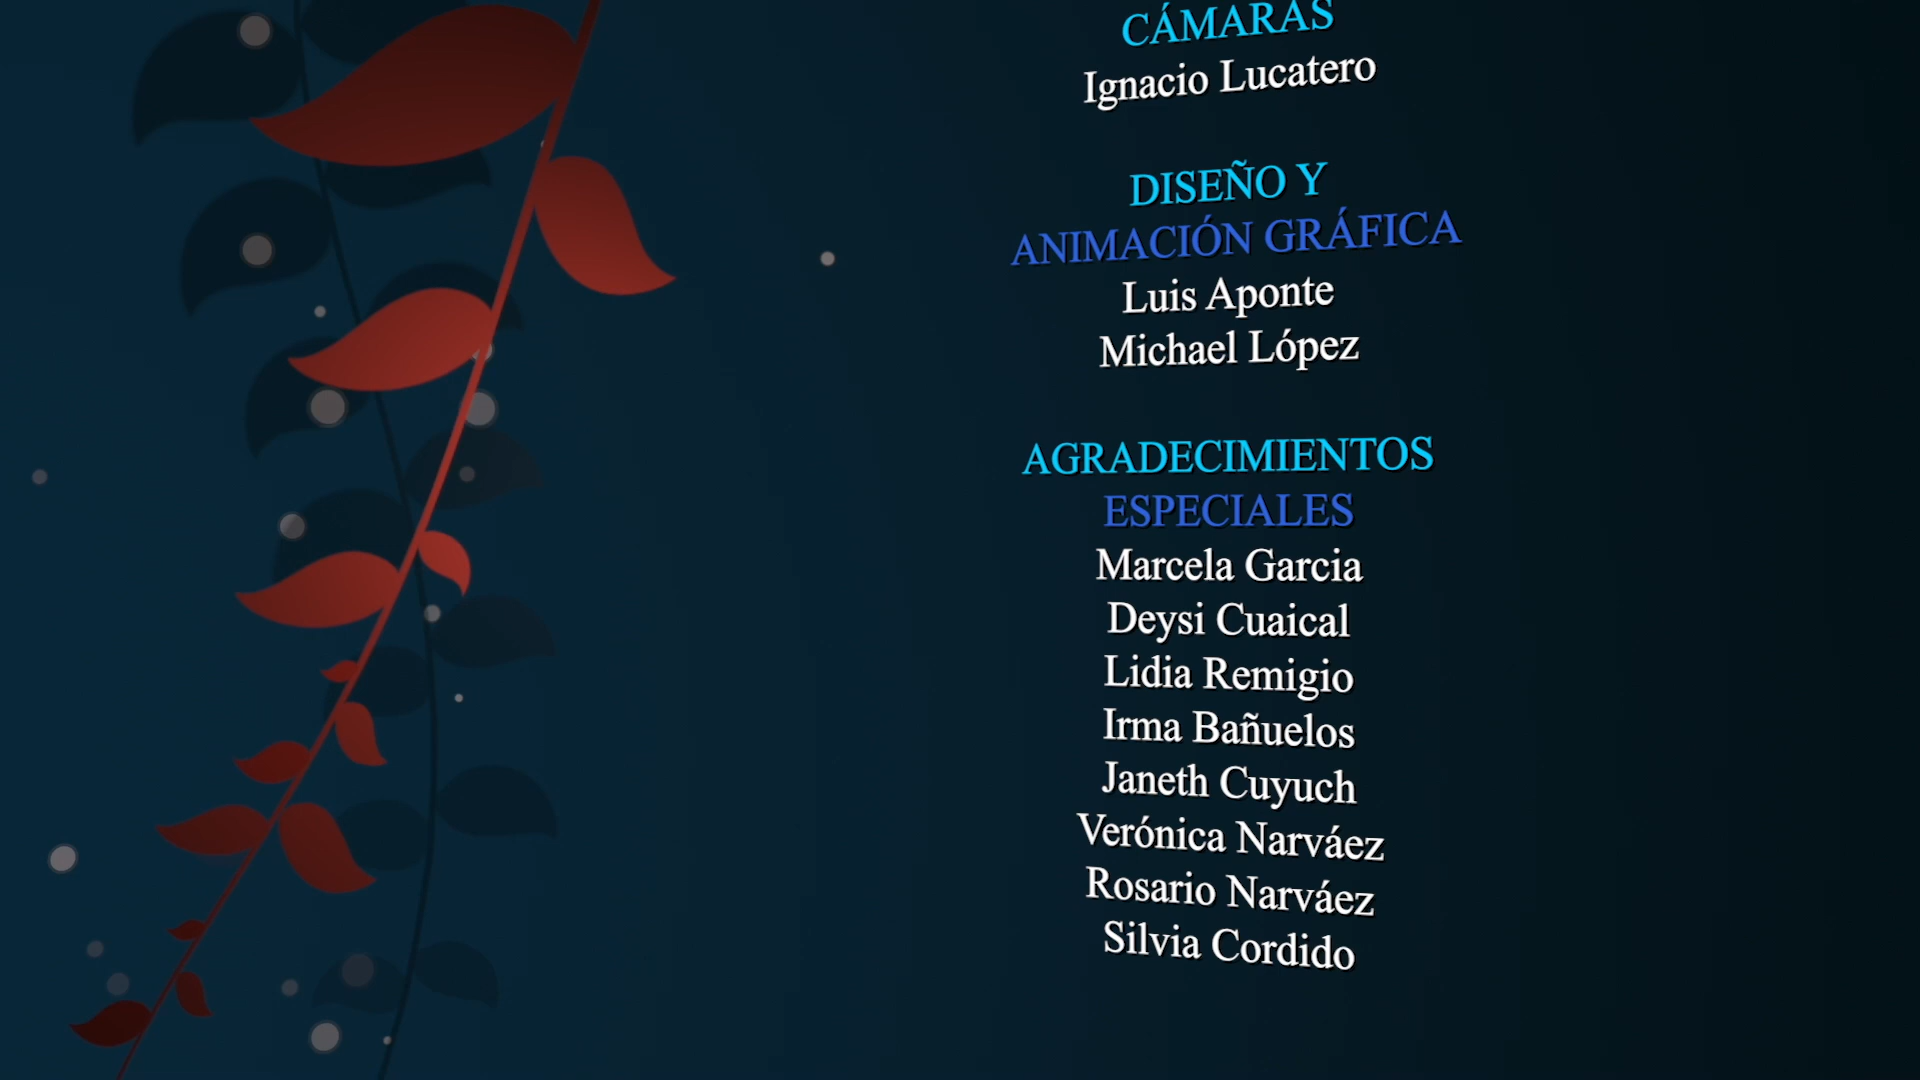 CÁMARAS
Ignacio Lucatero
DISEÑO Y
ANIMACIÓN GRÁFICA
Luis Aponte
Michael López
AGRADECIMIENTOS
ESPECIALES
Marcela Garcia
Deysi Cuaical
Lidia Remigio
Irma Bañuelos
Janeth Cuyuch
Verónica Narváez
Rosario Narváez
Silvia Cordido